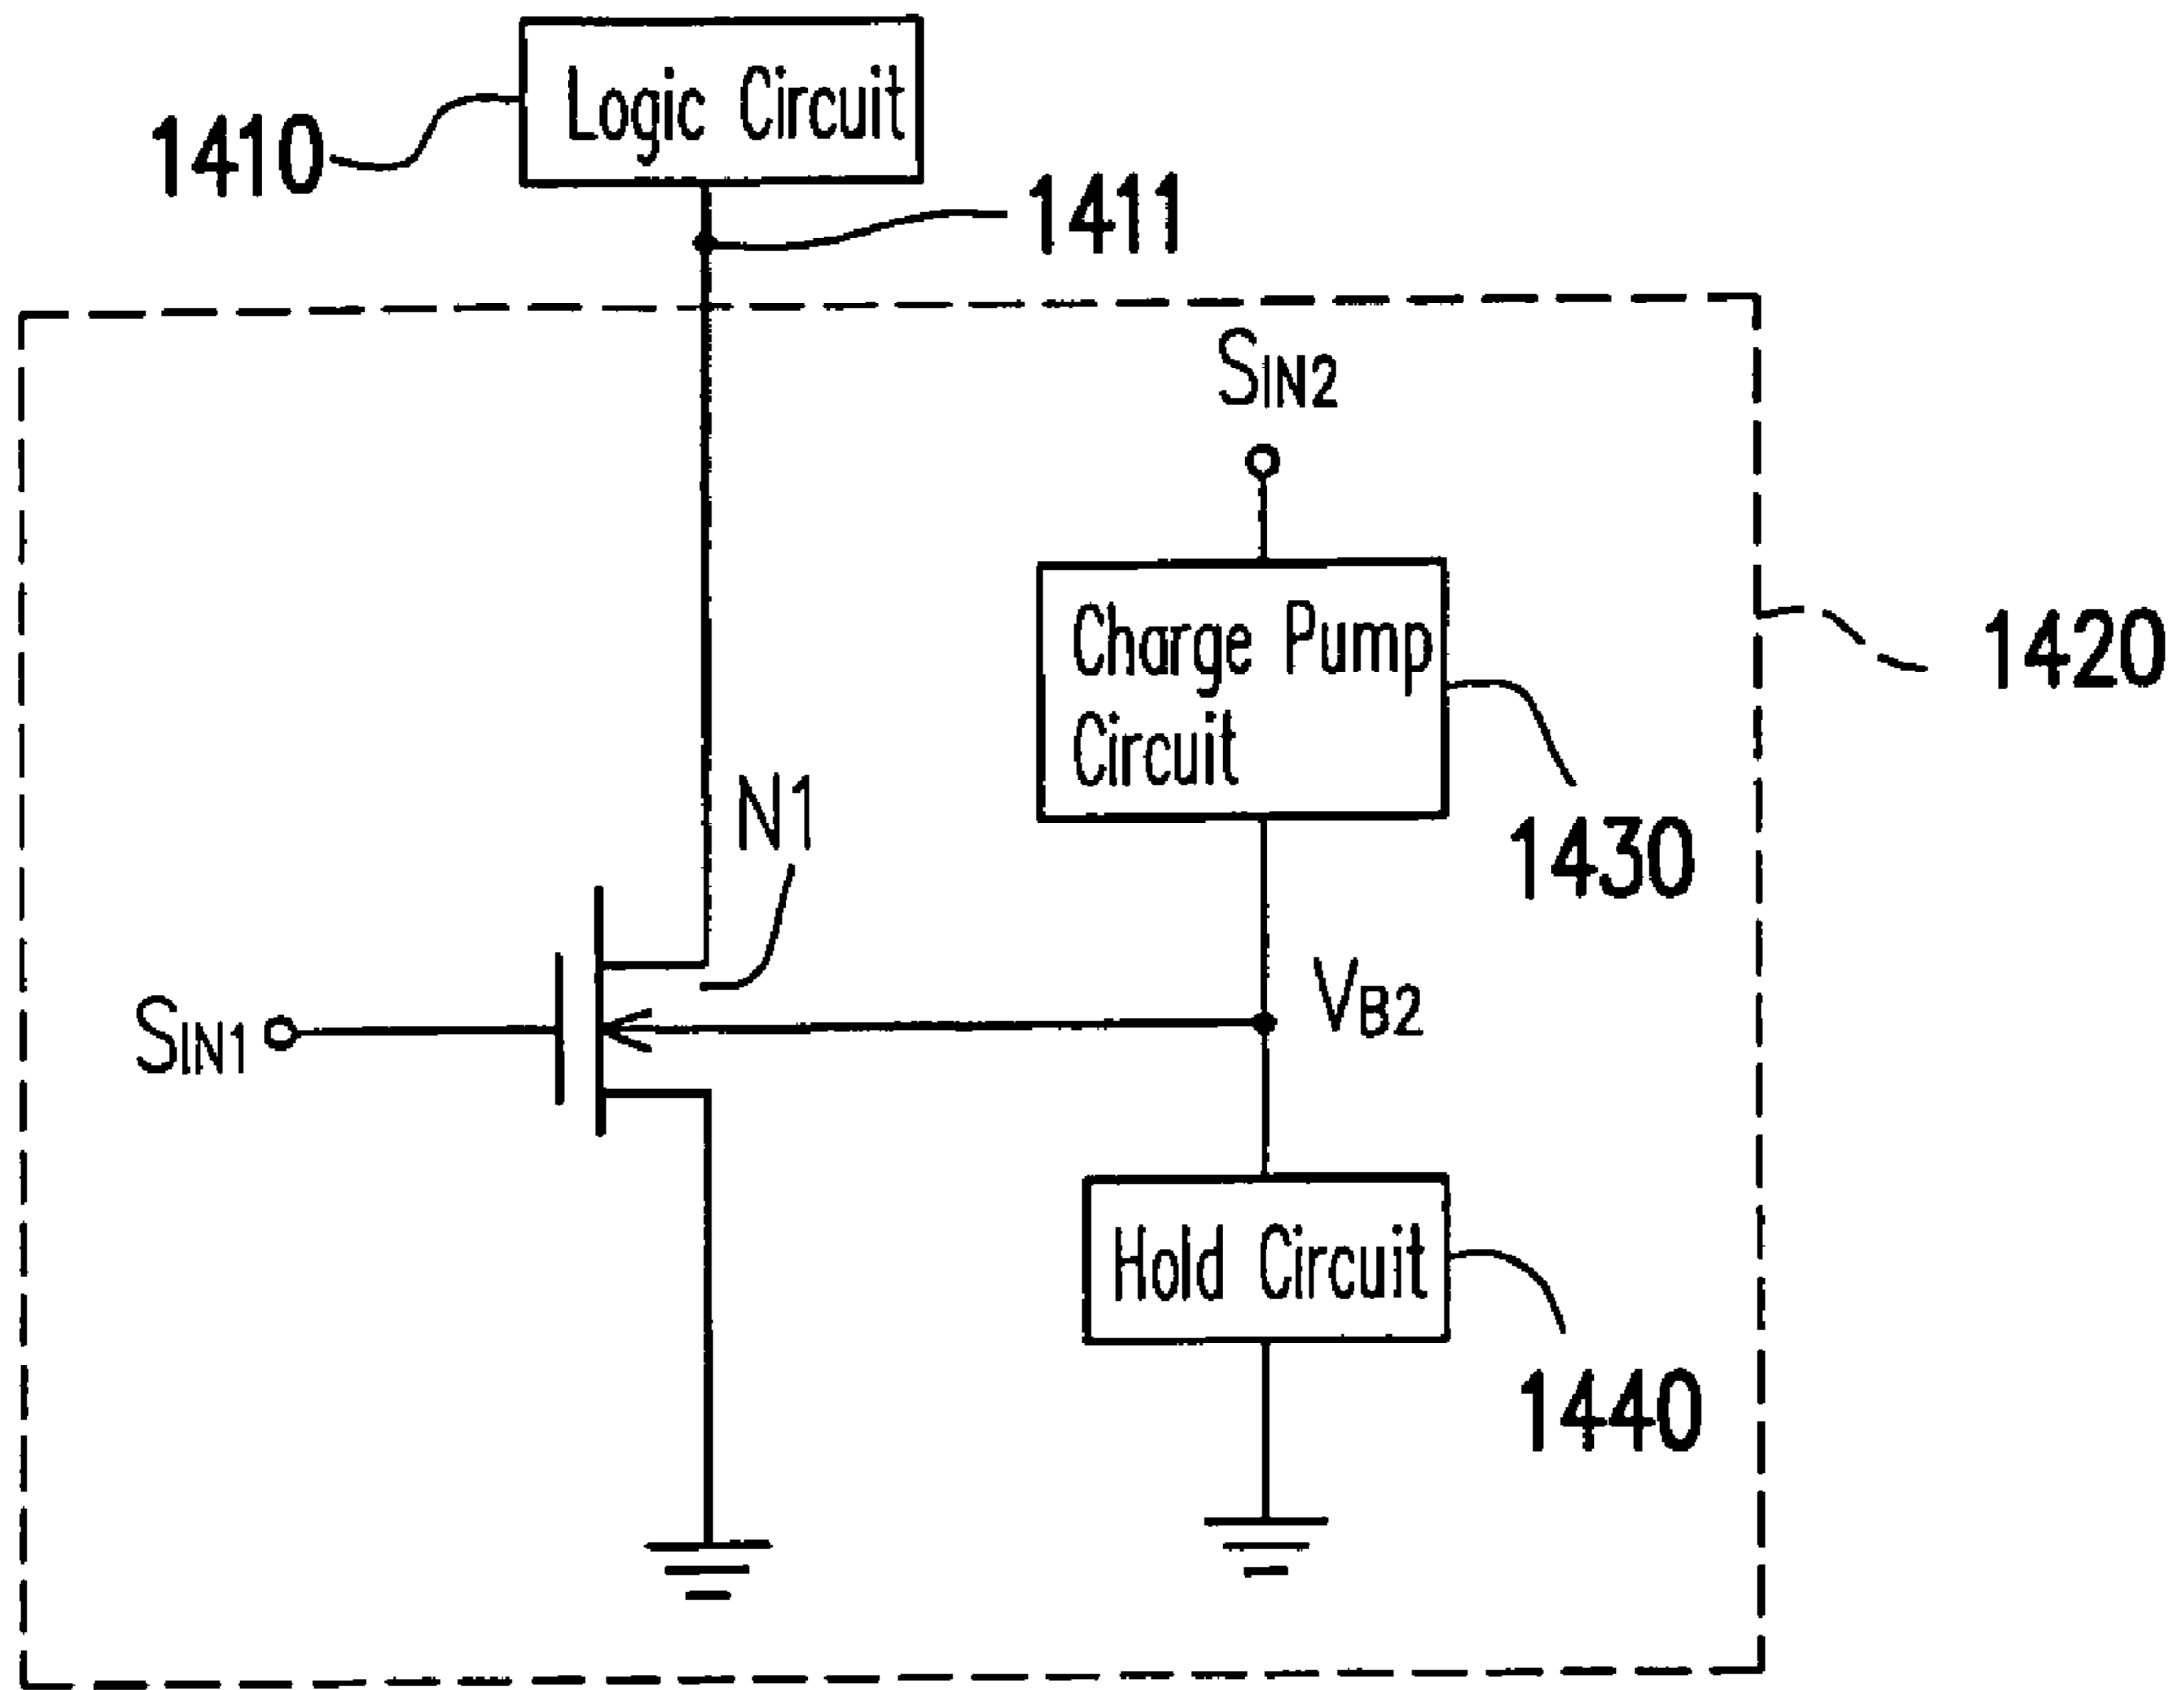 Logic Circuit
1410
1411
SIN2
Charge Pump
Circuit
1420
N1
1430
SIN1
VB2
Hold Circuit
1440